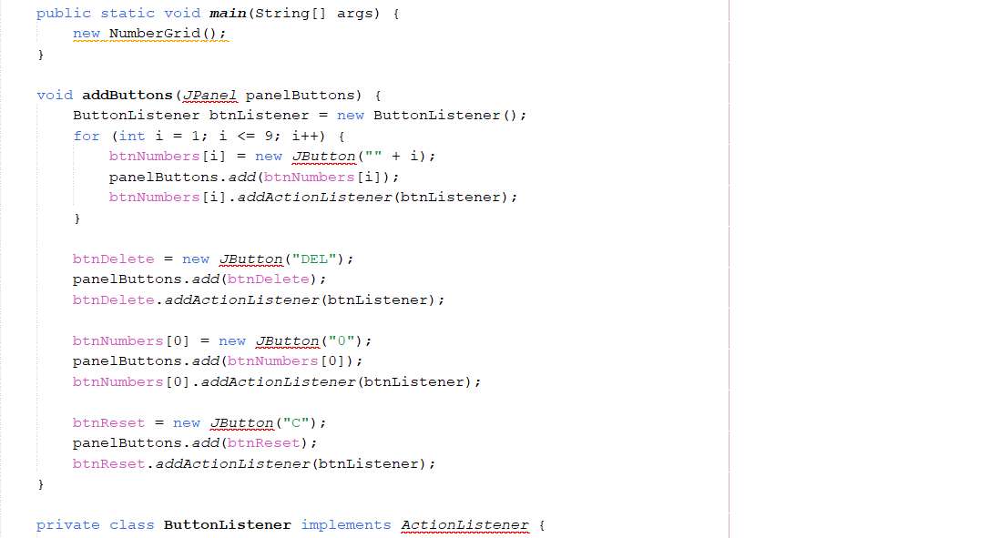 public static void main(String[] args) {
new NumberGrid();
}
void addButtons(JPanel panelButtons) {
ButtonListener btnListener = new ButtonListener();
for (int i = 1; i <= 9; i++) {
btnNumbers[i] = new JButton("" + i);
panelButtons.add(btnNumbers[i]);
btnNumbers[i].addActionListener(btnListener);
}
btnDelete = new JButton("DEL");
panelButtons.add(btnDelete);
btnDelete.addActionListener(btnListener);
btnNumbers[0] = new JButton("0");
panelButtons.add(btnNumbers[0]);
btnNumbers[0].addActionListener(btnListener);
btnReset = new JButton("C");
panelButtons.add(btnReset);
btnReset.addActionListener(btnListener);
}
private class ButtonListener implements ActionListener {